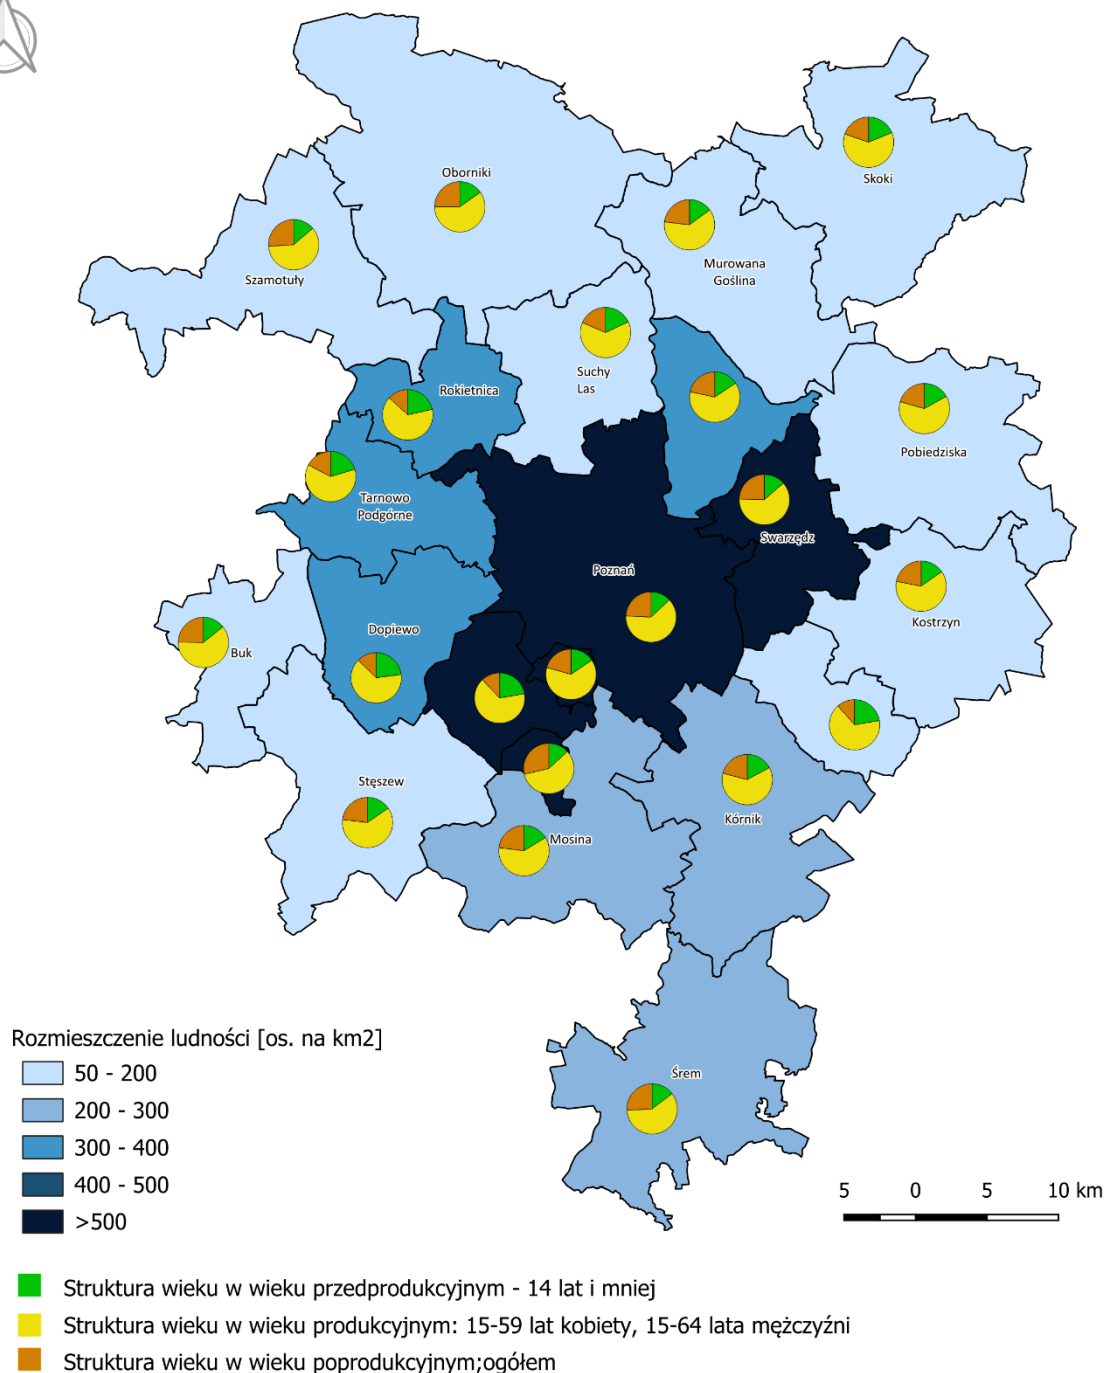 Oborniki
Skoki
Szamotuły
Murowana
Goślina
Suchy
Las
Rokietnica
Pobiedziska
Tarnowo
Podgórne
Swarzędz
Poznań
Kostrzyn
Dopiewo
Buk
Stęszew
Kórnik
Mosina
Śrem
Rozmieszczenie ludności [os. na km2]
50 - 200
200 - 300
300 - 400
400 - 500
>500
5 0 5 10 km
Struktura wieku w wieku przedprodukcyjnym - 14 lat i mniej
Struktura wieku w wieku produkcyjnym: 15-59 lat kobiety, 15-64 lata mężczyźni
Struktura wieku w wieku poprodukcyjnym;ogółem